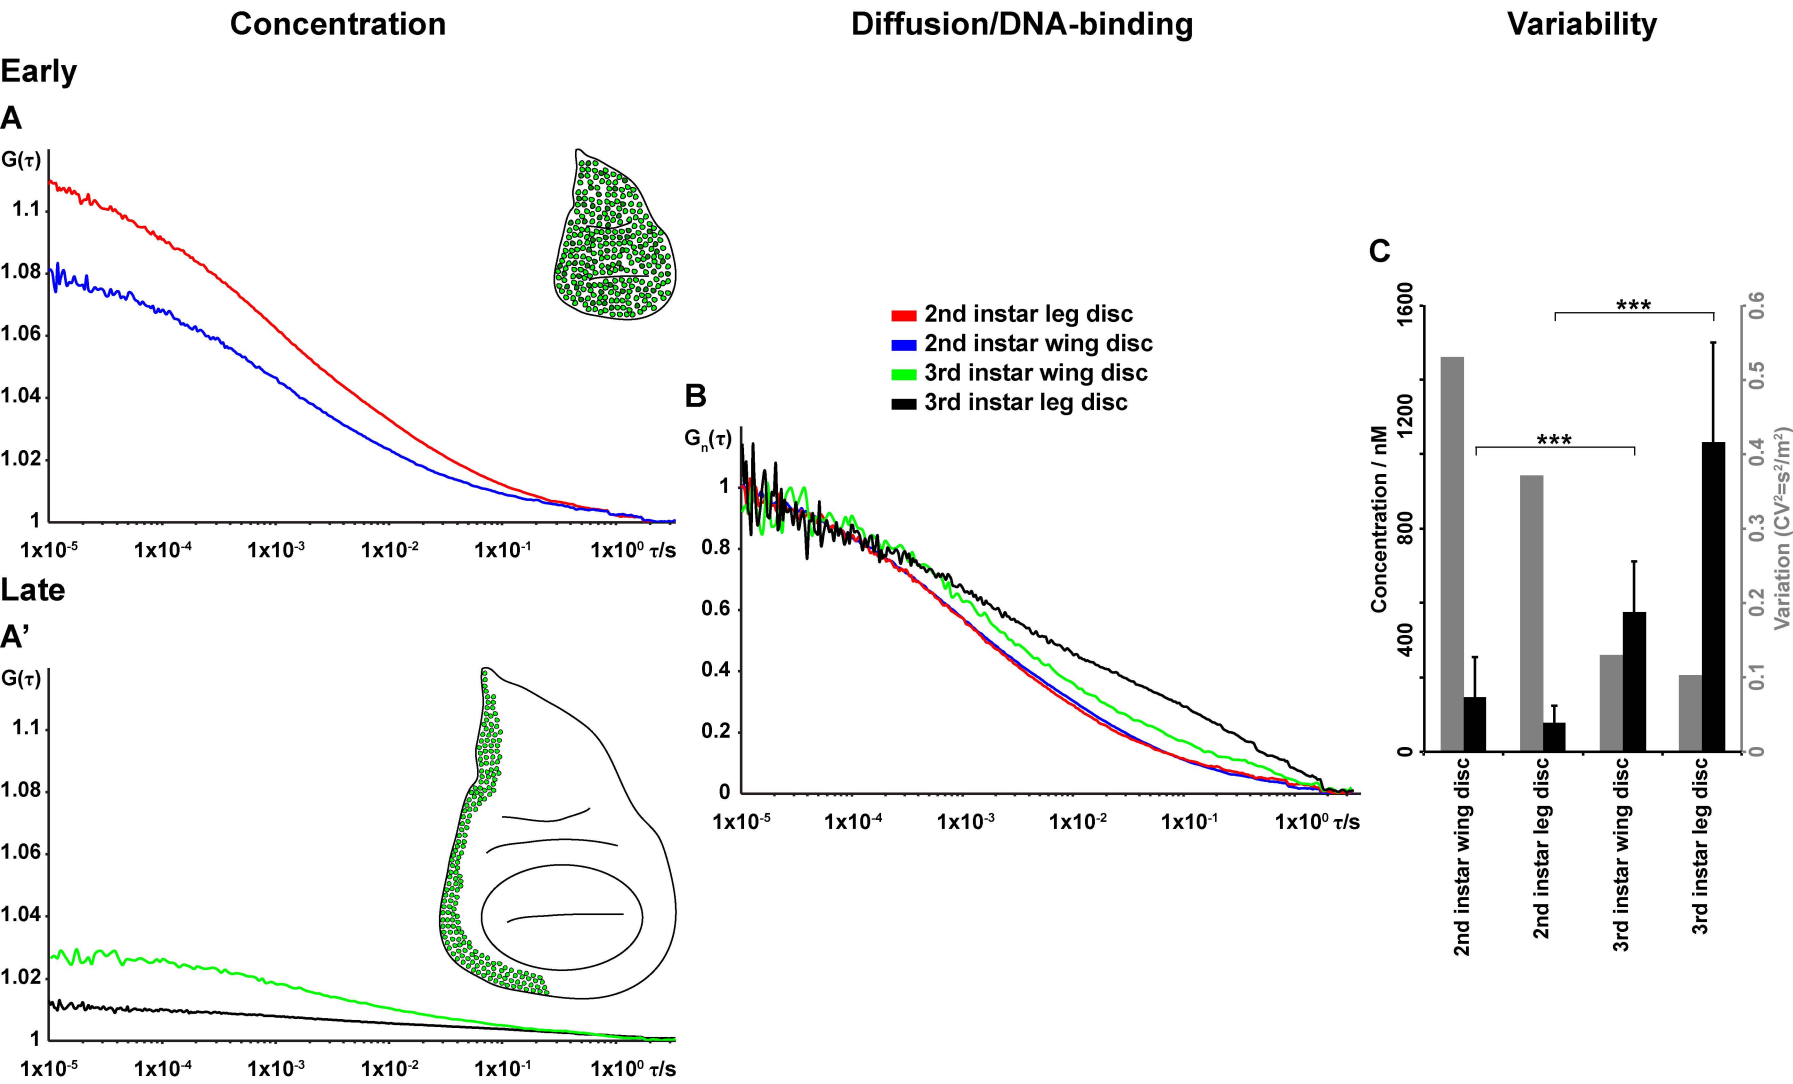 Concentration
Diffusion/DNA-binding
Variability
Early
A
G(τ)
1.1
1.08
1.06
1.04
1.02
1
1x10⁻⁵ 1x10⁻⁴ 1x10⁻³ 1x10⁻² 1x10⁻¹ 1x10⁰ τ/s
Late
A’
G(τ)
1.1
1.08
1.06
1.04
1.02
1
1x10⁻⁵ 1x10⁻⁴ 1x10⁻³ 1x10⁻² 1x10⁻¹ 1x10⁰ τ/s
2nd instar leg disc
2nd instar wing disc
3rd instar wing disc
3rd instar leg disc
B
Gₙ(τ)
1
0.8
0.6
0.4
0.2
0
1x10⁻⁵ 1x10⁻⁴ 1x10⁻³ 1x10⁻² 1x10⁻¹ 1x10⁰ τ/s
C
Concentration / nM
1600
1200
800
400
0
***
***
0.6
0.5
0.4
0.3
0.2
0.1
0
Variation (CV²=s²/m²)
2nd instar wing disc
2nd instar leg disc
3rd instar wing disc
3rd instar leg disc